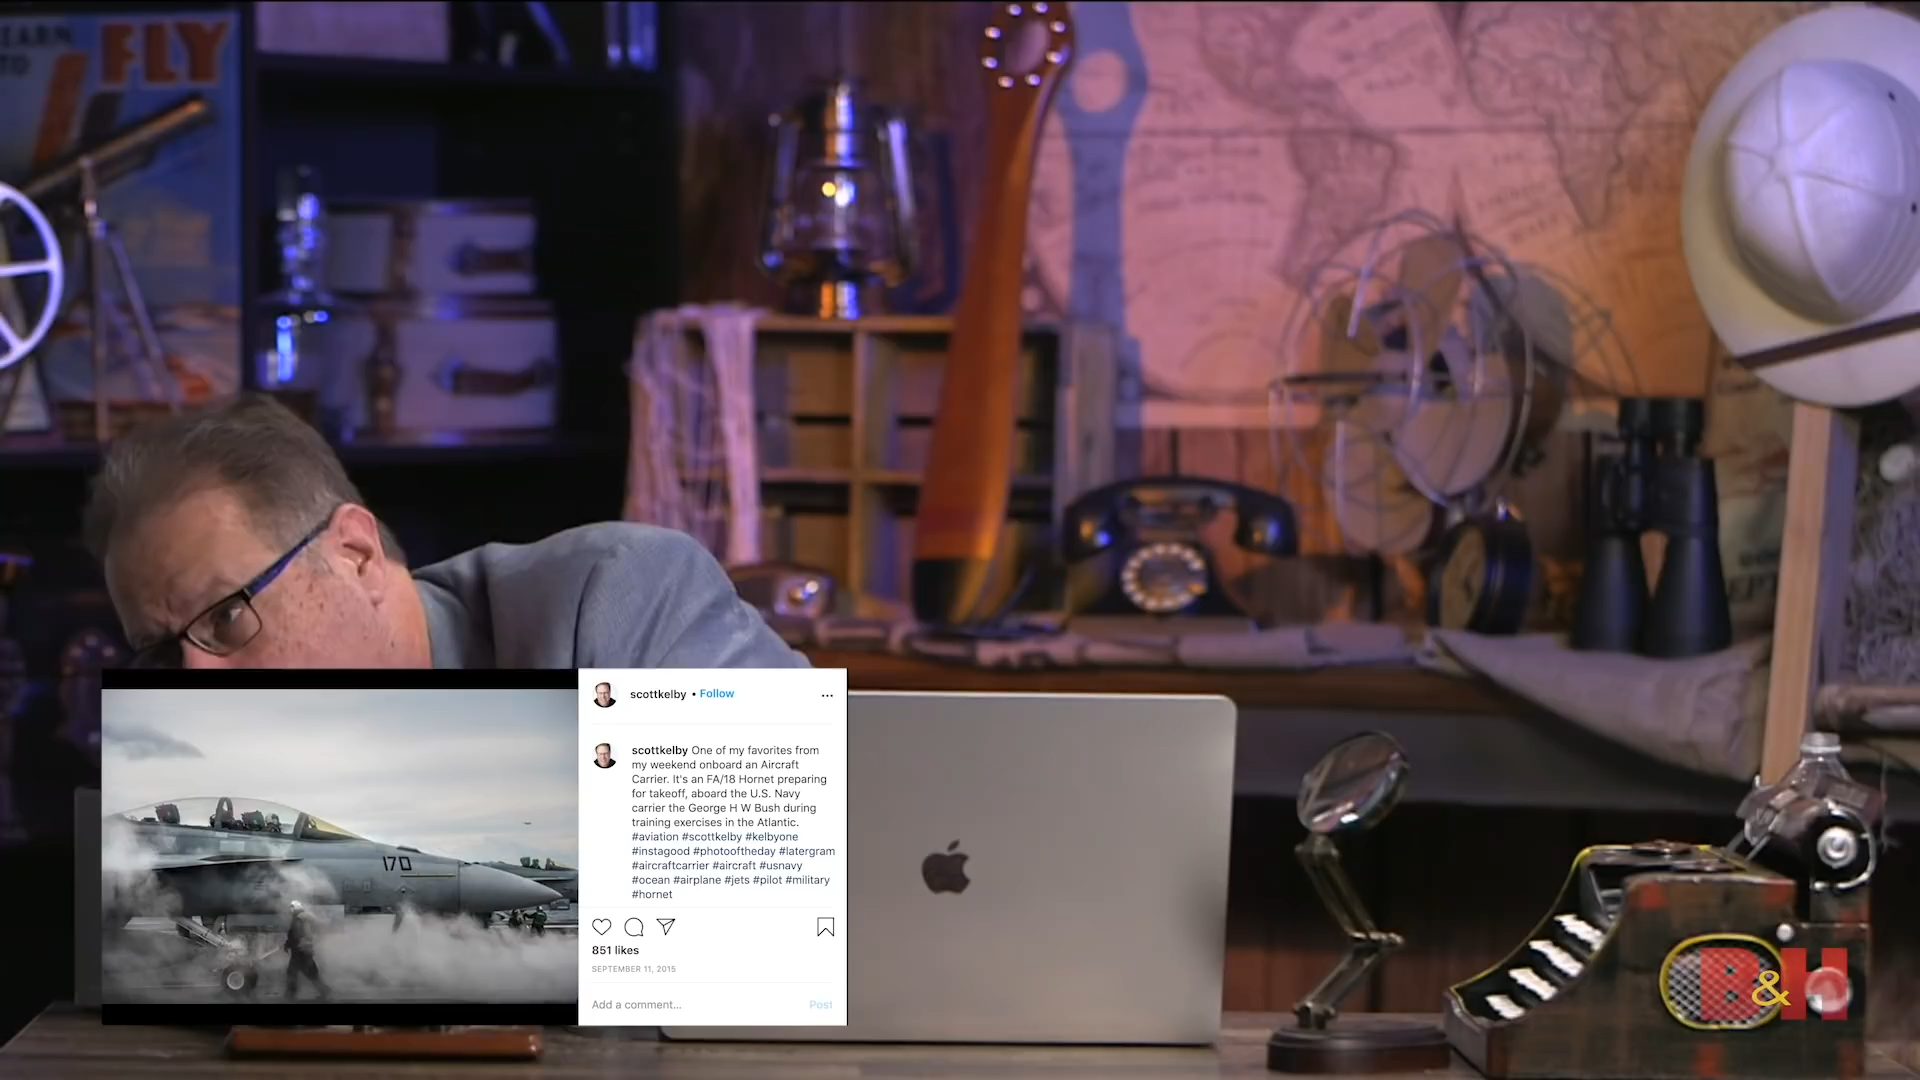 LEARN
TO
FLY
scottkelby • Follow
scottkelby One of my favorites from
my weekend onboard an Aircraft
Carrier. It's an FA/18 Hornet preparing
for takeoff, aboard the U.S. Navy
carrier the George H W Bush during
training exercises in the Atlantic.
#aviation #scottkelby #kelbyone
#instagood #photooftheday #latergram
#aircraftcarrier #aircraft #usnavy
#ocean #airplane #jets #pilot #military
#hornet
170
851 likes
SEPTEMBER 11, 2015
Add a comment... Post
B&H